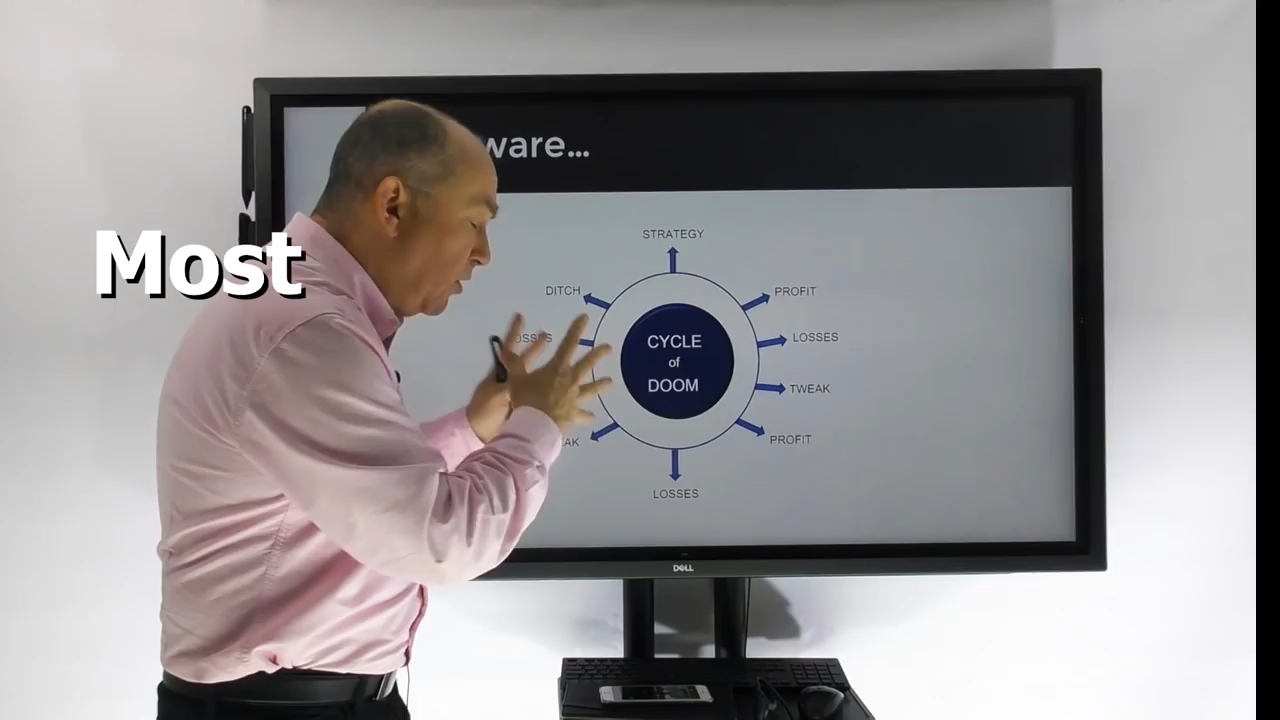 ware...
Most
STRATEGY
DITCH
PROFIT
LOSSES
CYCLE
of
DOOM
TWEAK
PROFIT
LOSSES
DELL